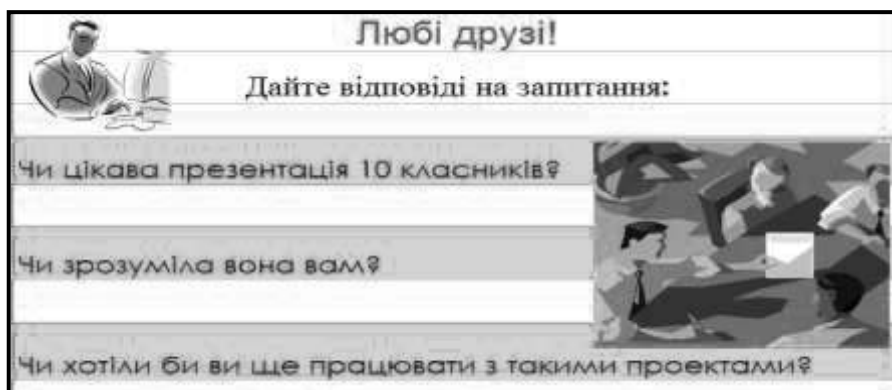 Любі друзі!
Дайте відповіді на запитання:
Чи цікава презентація 10 класників?
Чи зрозуміла вона вам?
Чи хотіли би ви ще працювати з такими проектами?